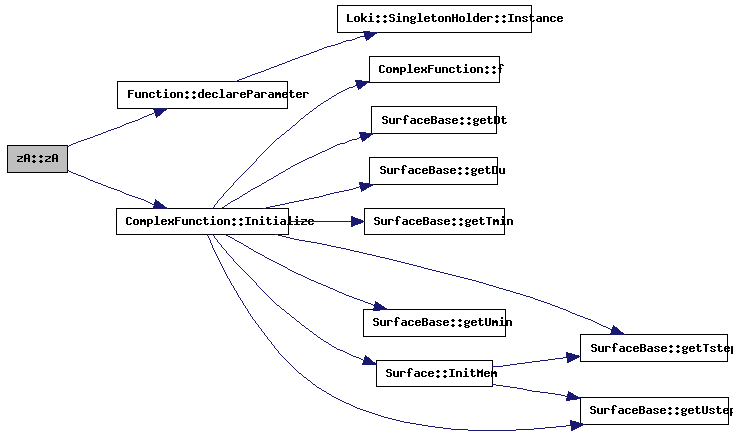 Loki::SingletonHolder::Instance
ComplexFunction::f
Function::declareParameter
SurfaceBase::getDt
zA::zA
SurfaceBase::getDu
ComplexFunction::Initialize
SurfaceBase::getTmin
SurfaceBase::getUmin
SurfaceBase::getTstep
Surface::InitMem
SurfaceBase::getUstep